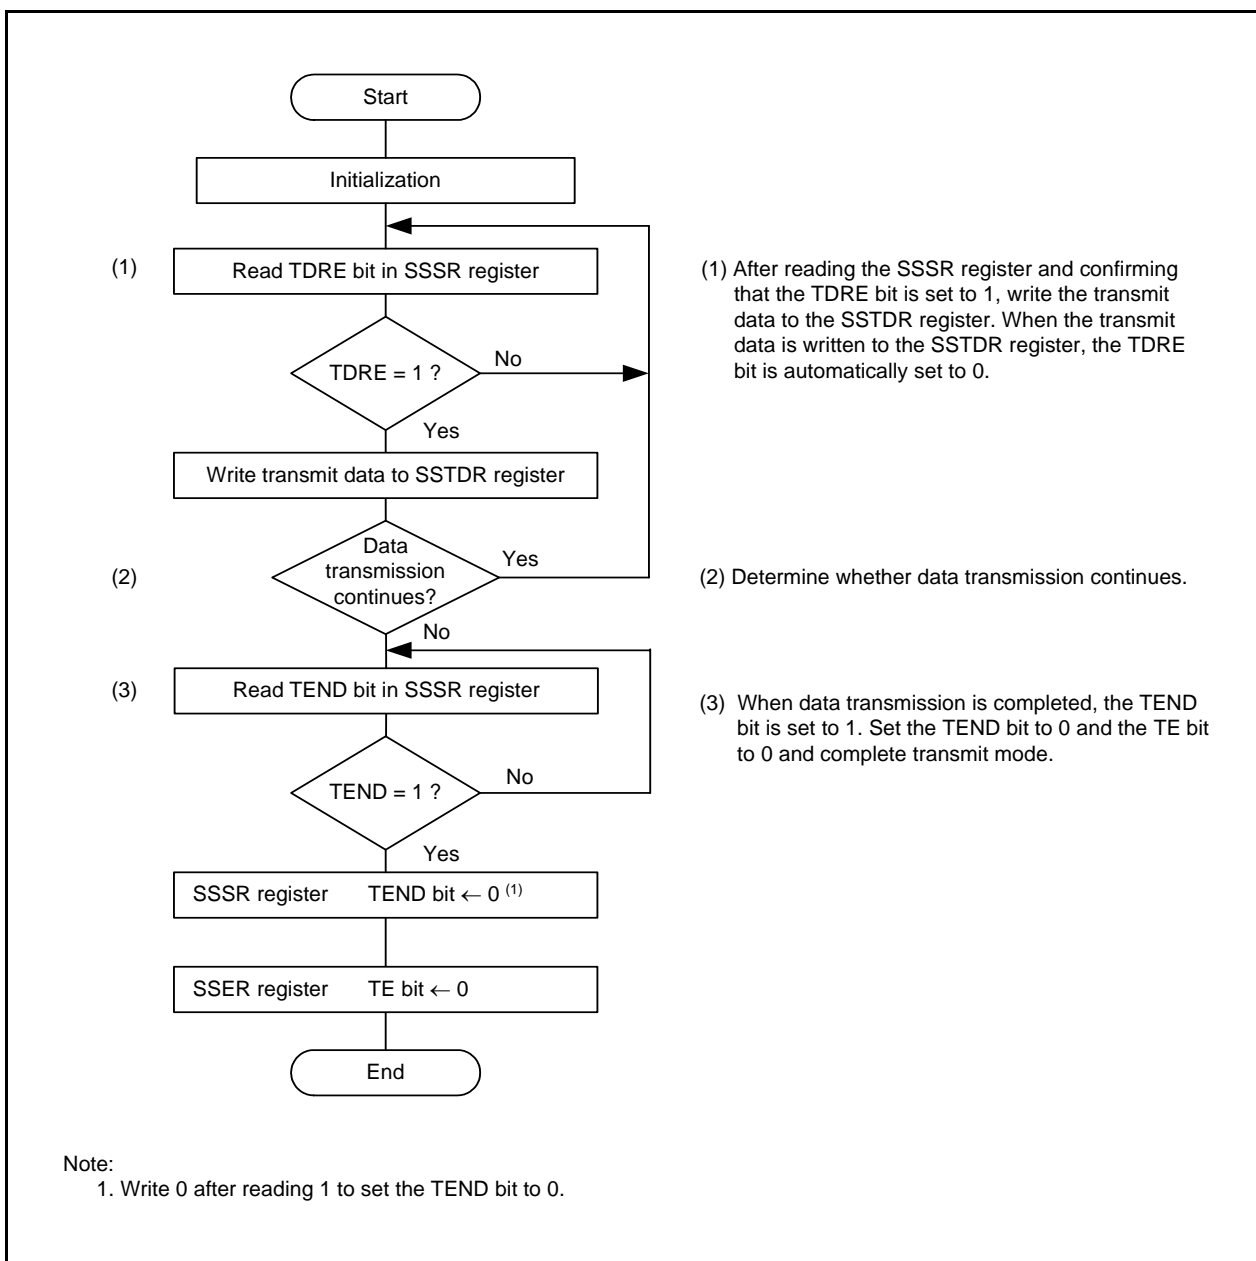 Start
Initialization
(1)
Read TDRE bit in SSSR register
(1) After reading the SSSR register and confirming
that the TDRE bit is set to 1, write the transmit
data to the SSTDR register. When the transmit
data is written to the SSTDR register, the TDRE
bit is automatically set to 0.
TDRE = 1 ?
No
Yes
Write transmit data to SSTDR register
(2)
Data
transmission
continues?
Yes
(2) Determine whether data transmission continues.
No
(3)
Read TEND bit in SSSR register
(3) When data transmission is completed, the TEND
bit is set to 1. Set the TEND bit to 0 and the TE bit
to 0 and complete transmit mode.
TEND = 1 ?
No
Yes
SSSR register TEND bit ← 0 (1)
SSER register TE bit ← 0
End
Note:
1. Write 0 after reading 1 to set the TEND bit to 0.